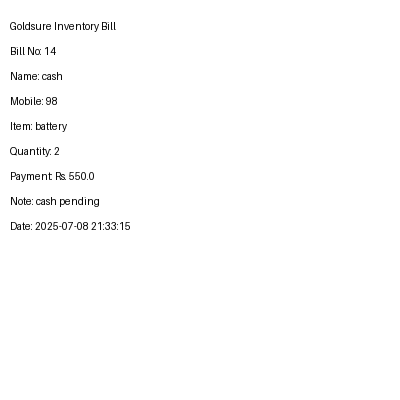 Goldsure Inventory Bill
Bill No: 14
Name: cash
Mobile: 98
Item: battery
Quantity: 2
Payment: Rs. 550.0
Note: cash pending
Date: 2025-07-08 21:33:15